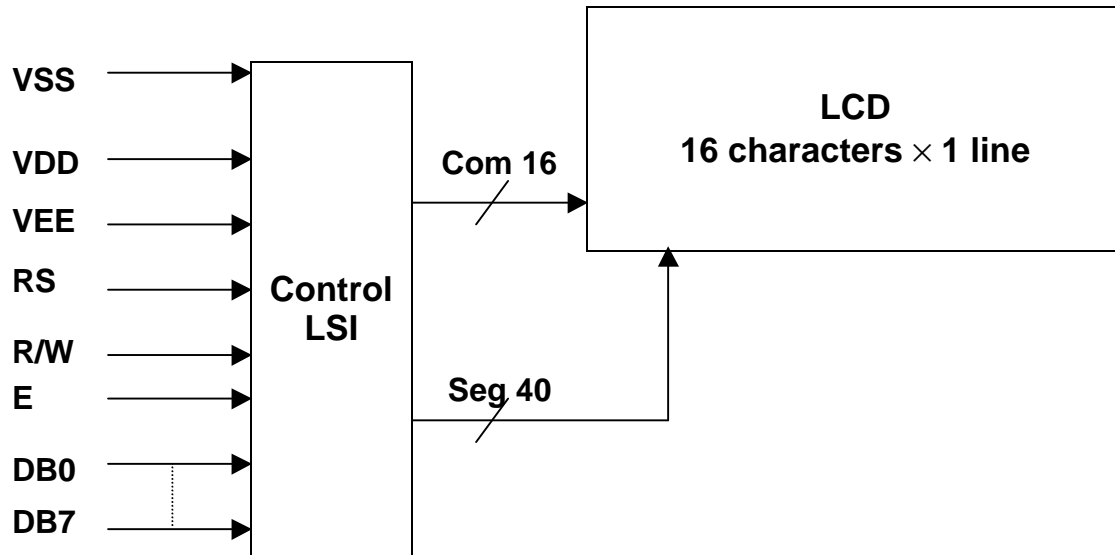 VSS
VDD
VEE
RS
R/W
E
DB0
DB7
Control
LSI
Com 16
Seg 40
LCD
16 characters × 1 line